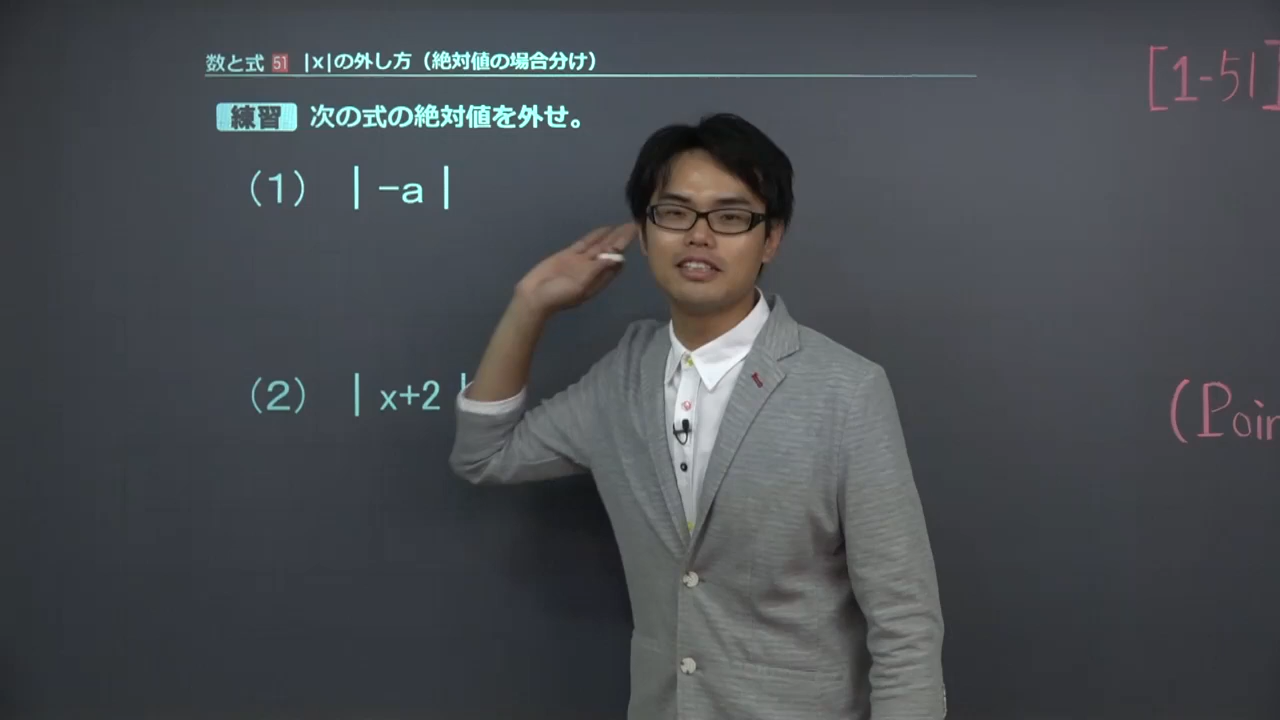 数と式 51 |x|の外し方（絶対値の場合分け）
[1-51]
練習 次の式の絶対値を外せ。
（1） | -a |
（2） | x+2 |
(Poin